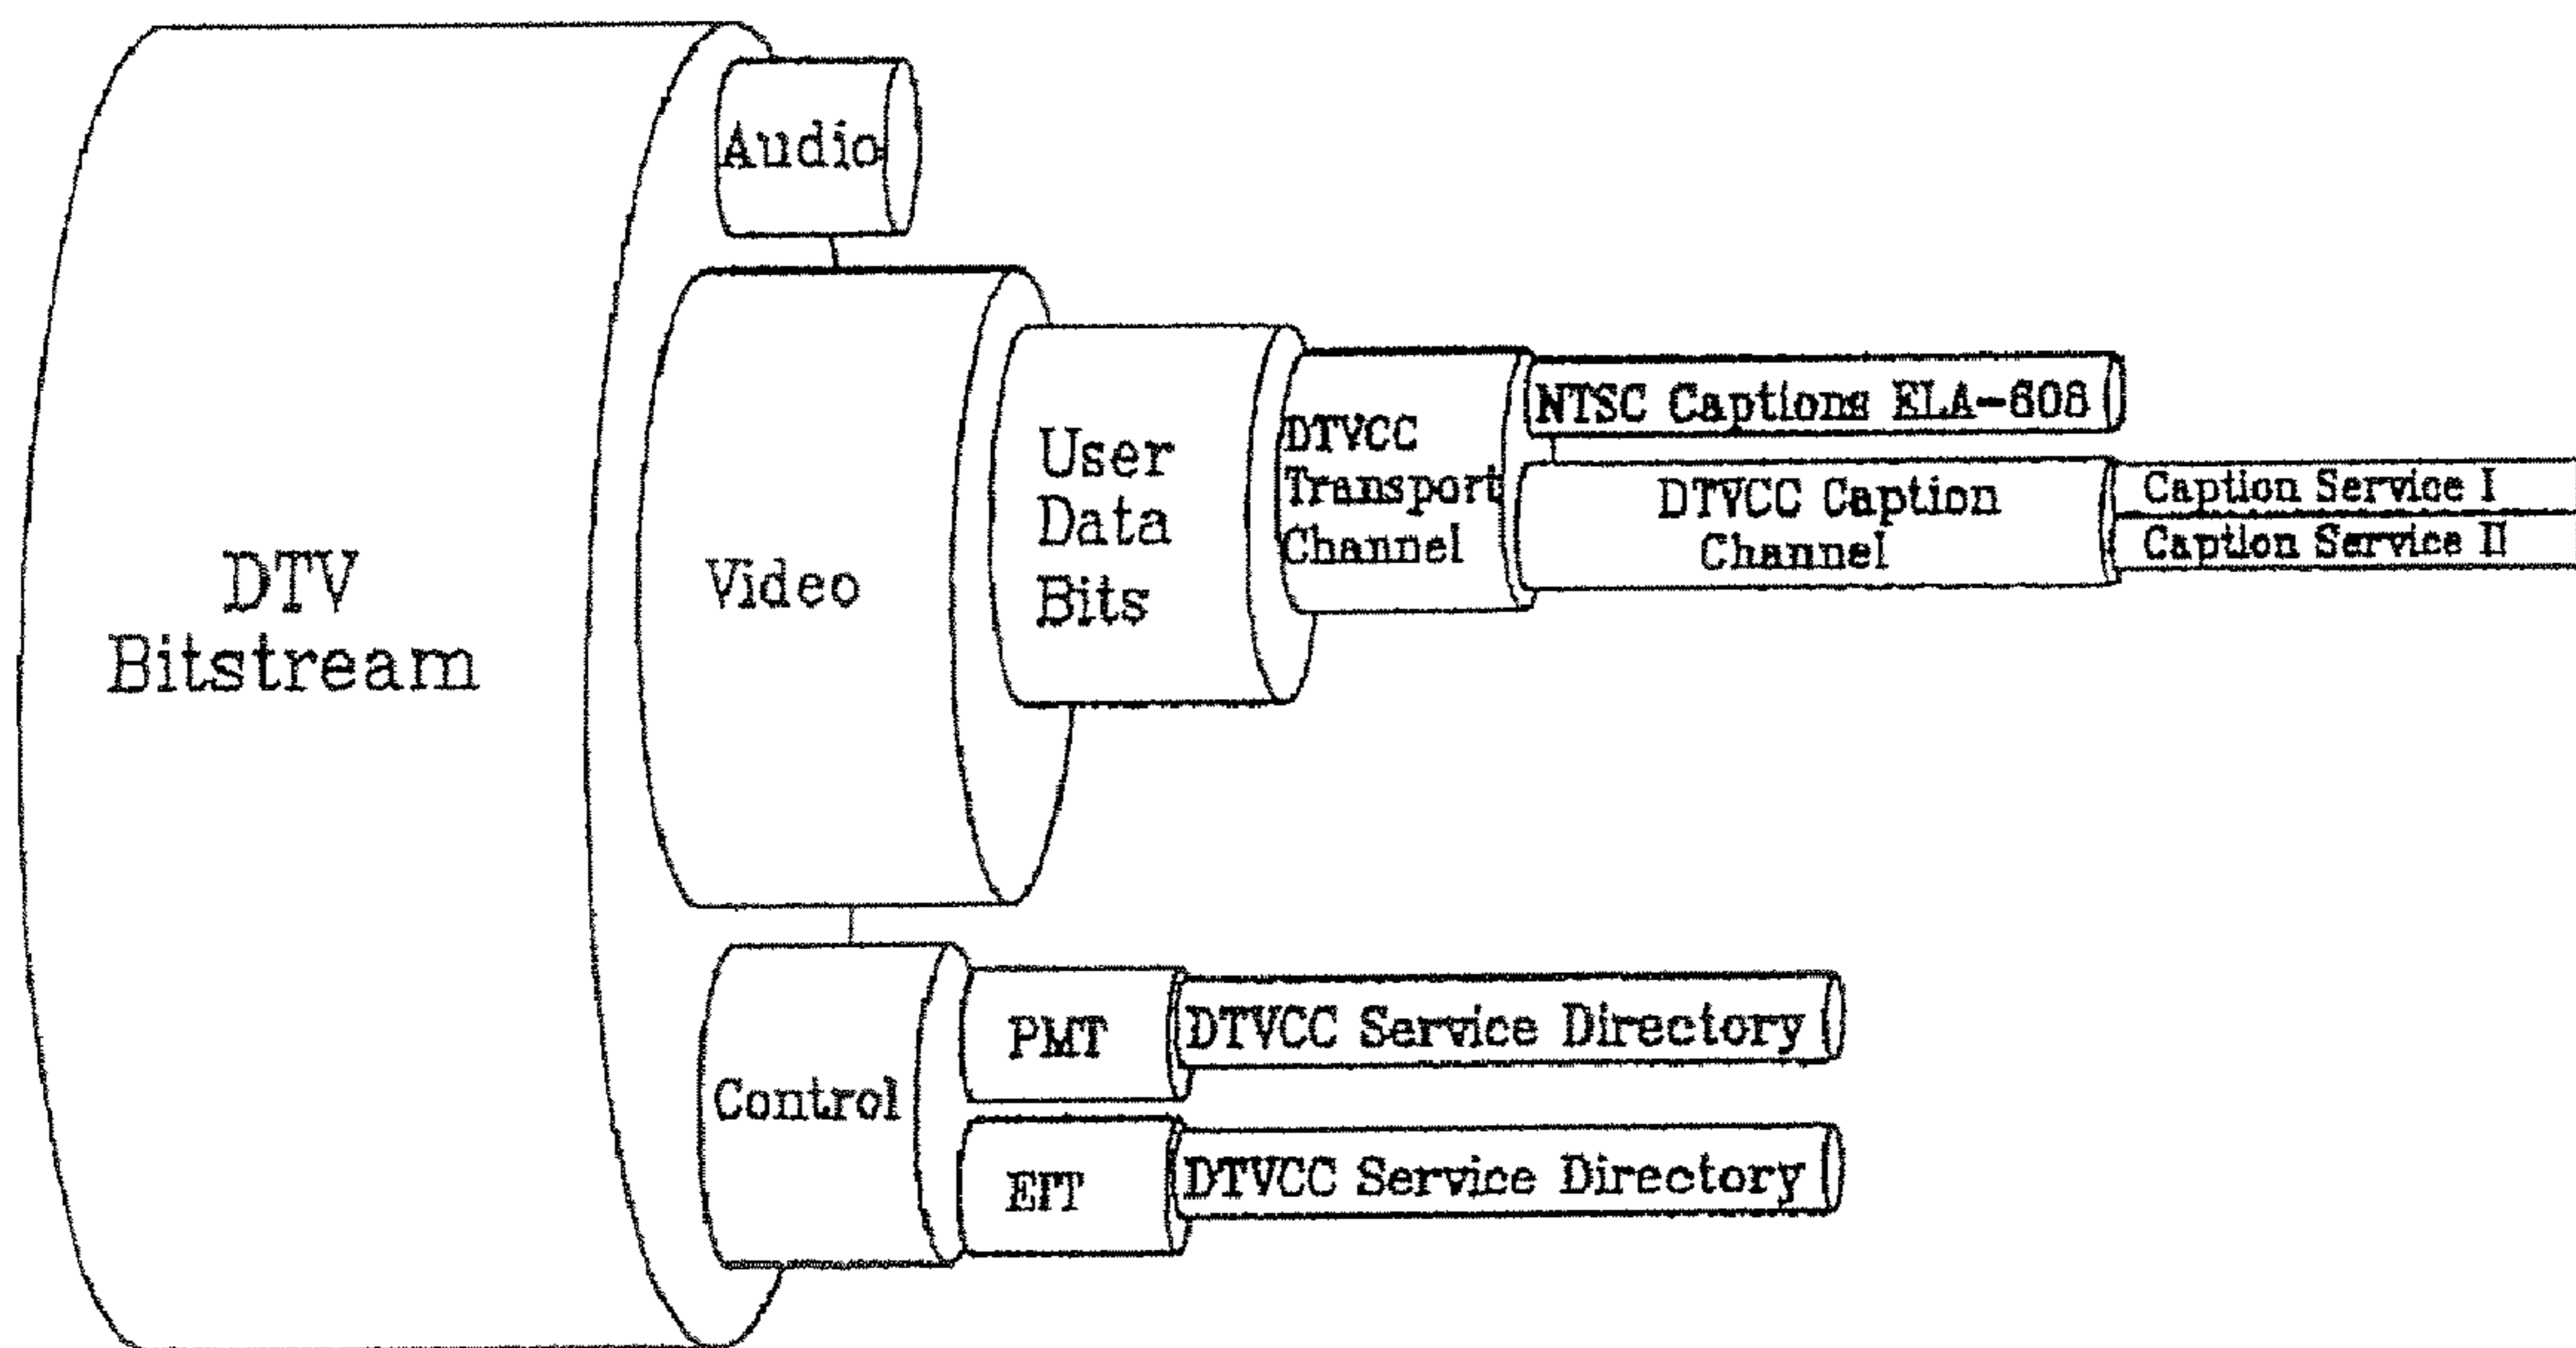 Audio
DTV
Bitstream
Video
User
Data
Bits
DTVCC
Transport
Channel
NTSC Captions ELA-608
DTVCC Caption
Channel
Caption Service I
Caption Service II
Control
PMT
DTVCC Service Directory
EIT
DTVCC Service Directory